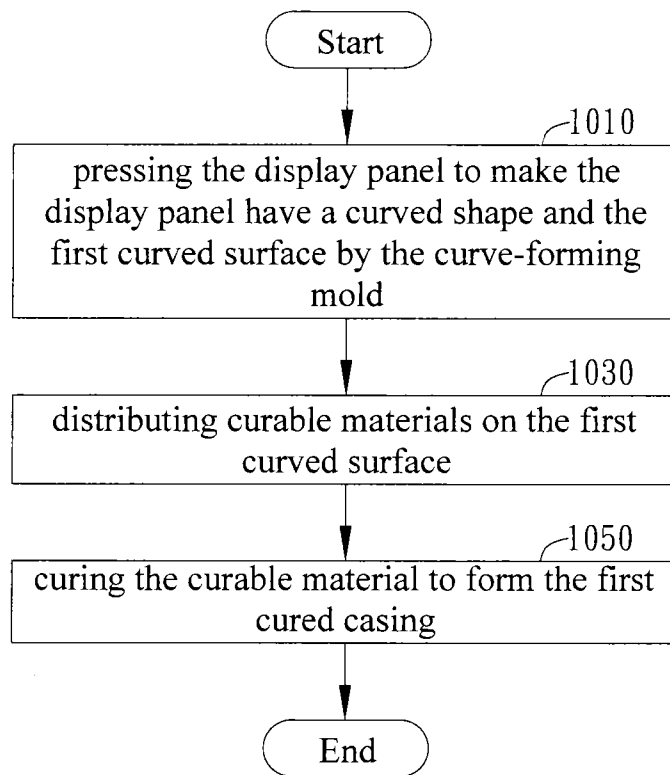 Start
1010
pressing the display panel to make the
display panel have a curved shape and the
first curved surface by the curve-forming
mold
1030
distributing curable materials on the first
curved surface
1050
curing the curable material to form the first
cured casing
End